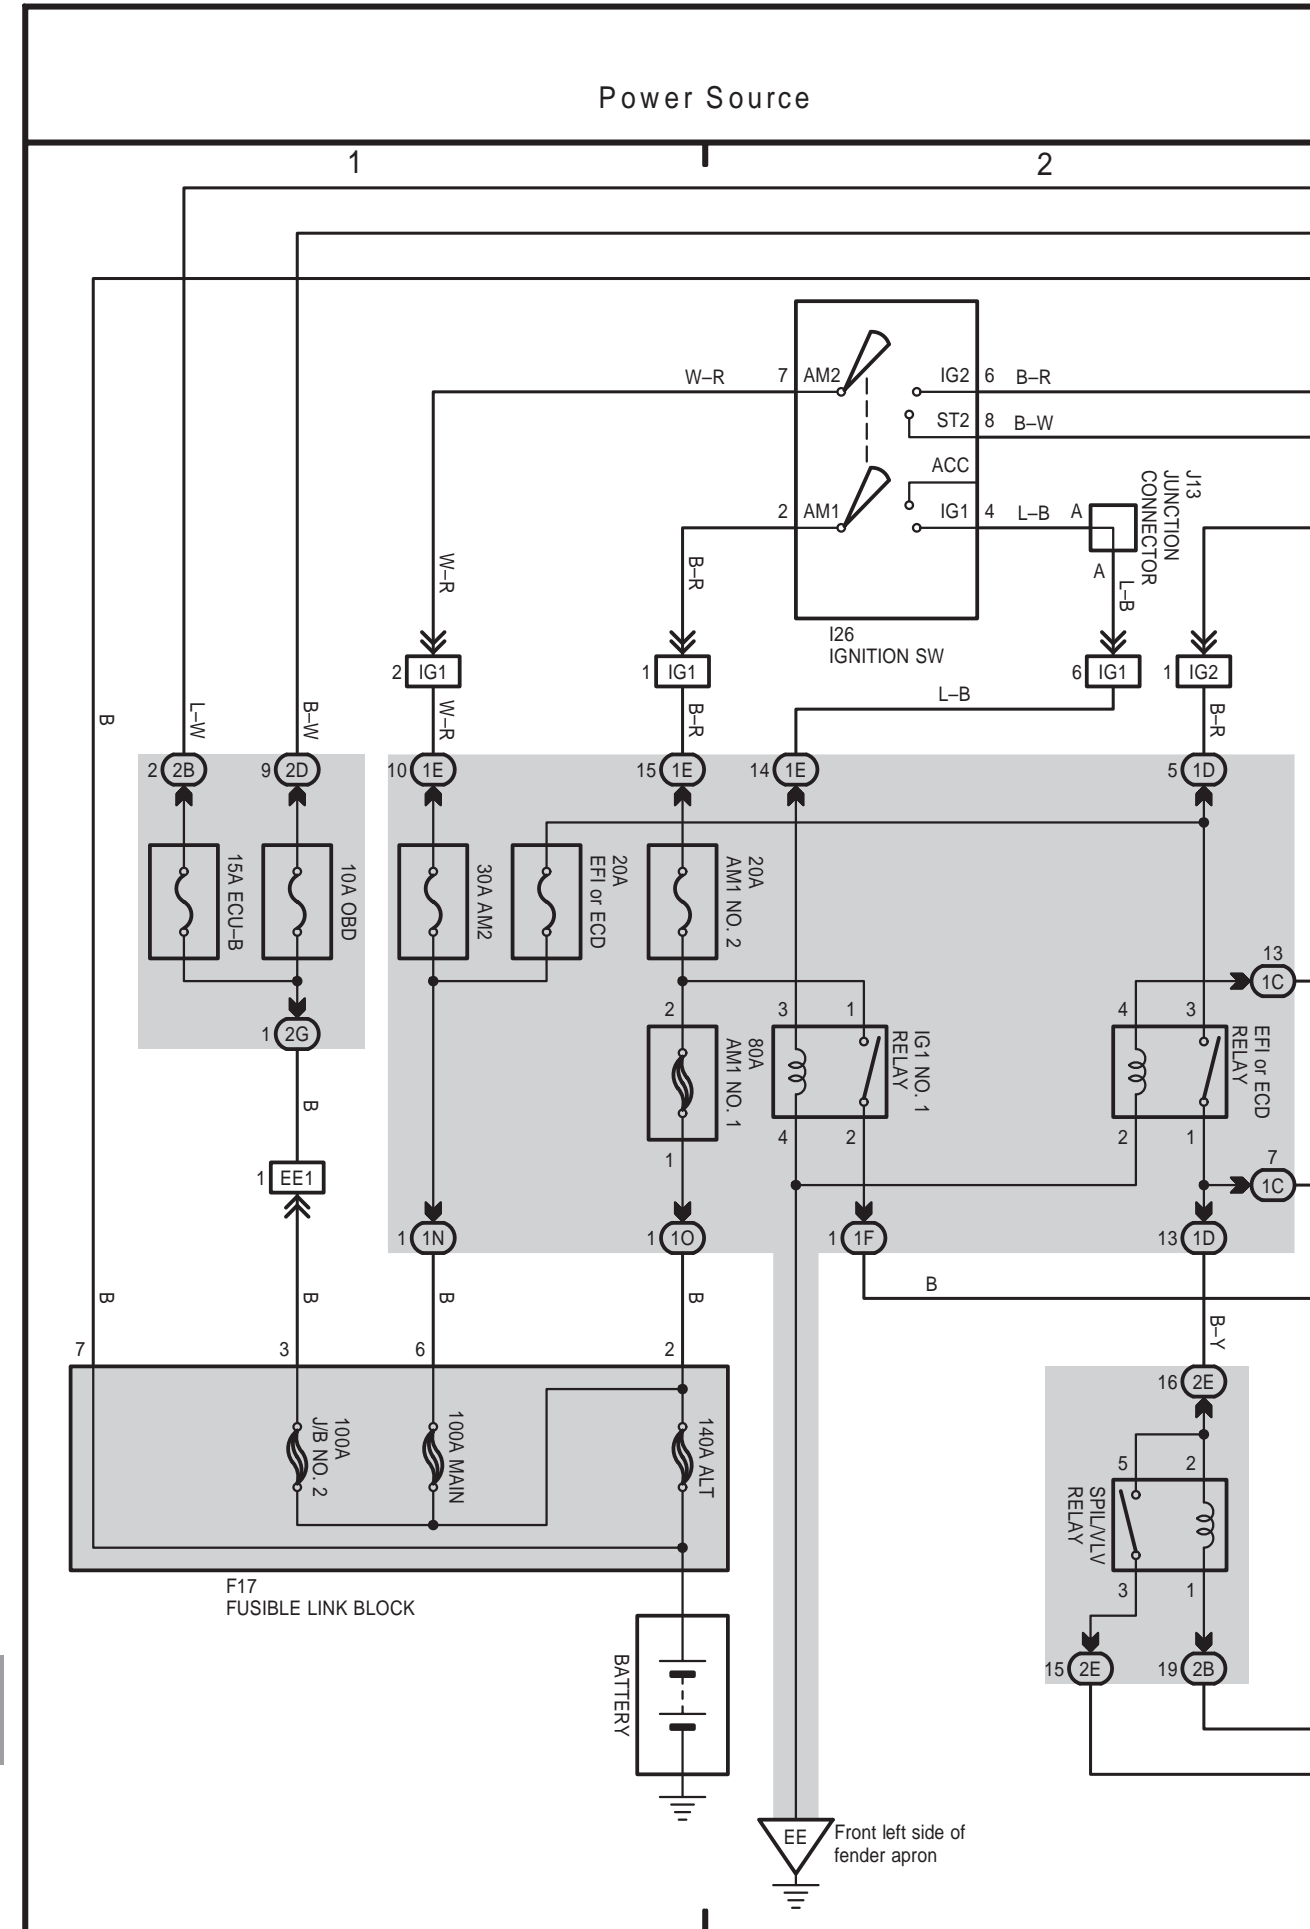 Power Source
1
2
W–R
7
AM2
IG2
6
B–R
ST2
8
B–W
ACC
2
AM1
IG1
4
L–B
A
A
J13
JUNCTION
CONNECTOR
L–B
W–R
B–R
I26
IGNITION SW
2
IG1
1
IG1
6
IG1
1
IG2
L–B
B
L–W
B–W
W–R
B–R
B–R
2
2B
9
2D
10
1E
15
1E
14
1E
5
1D
15A ECU–B
10A OBD
30A AM2
20A
EFI or ECD
20A
AM1 NO. 2
13
1C
1
2G
2
80A
AM1 NO. 1
1
3
1
IG1 NO. 1
RELAY
4
2
4
3
EFI or ECD
RELAY
2
1
7
1C
B
1
EE1
1
1N
1
1O
1
1F
13
1D
B
B
B
B
B
B–Y
7
3
6
2
16
2E
100A
J/B NO. 2
100A MAIN
140A ALT
5
2
SPIL/VLV
RELAY
3
1
F17
FUSIBLE LINK BLOCK
BATTERY
15
2E
19
2B
EE
Front left side of
fender apron